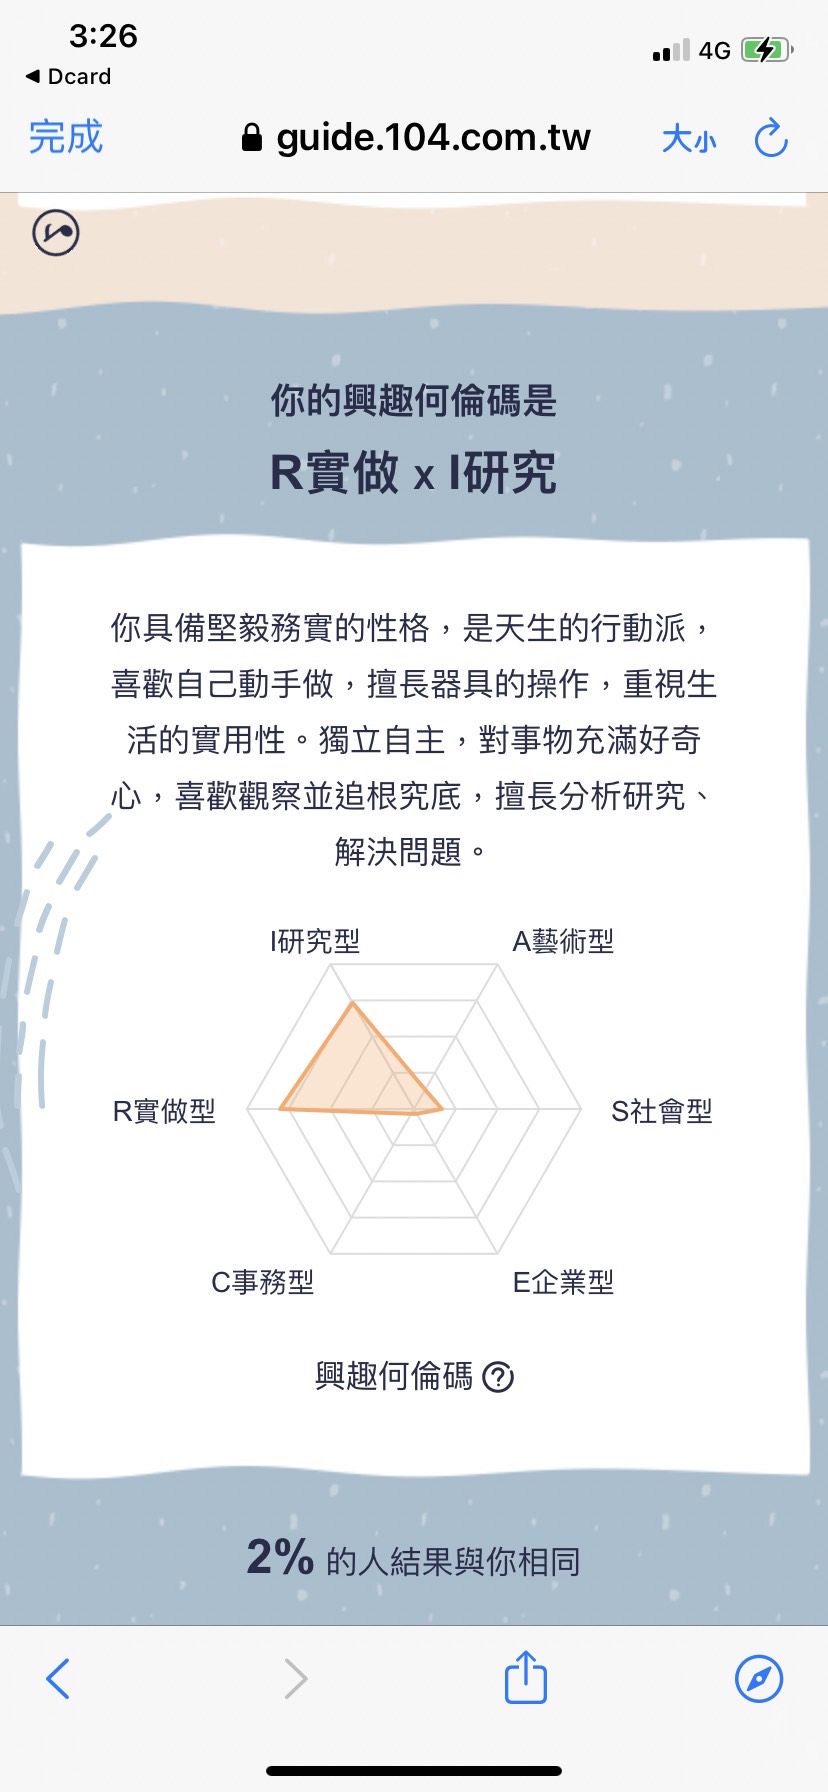 3:26
4G
◀ Dcard
完成
guide.104.com.tw
大小
你的興趣何倫碼是
R實做 x I研究
你具備堅毅務實的性格，是天生的行動派，
喜歡自己動手做，擅長器具的操作，重視生
活的實用性。獨立自主，對事物充滿好奇
心，喜歡觀察並追根究底，擅長分析研究、
解決問題。
I研究型
A藝術型
R實做型
S社會型
C事務型
E企業型
興趣何倫碼 ?
2% 的人結果與你相同